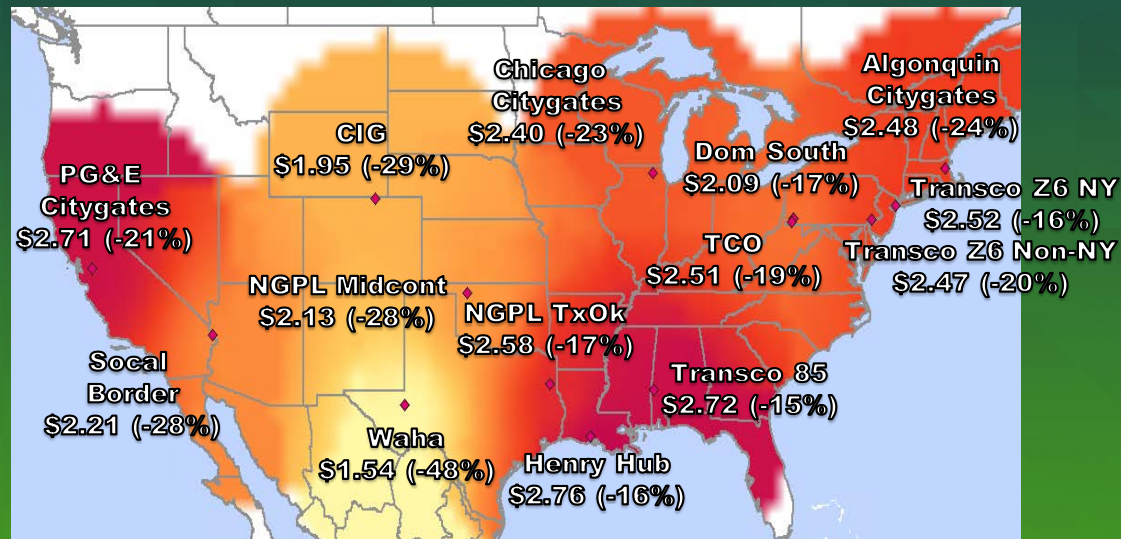 Chicago
Citygates
$2.40 (-23%)
Algonquin
Citygates
$2.48 (-24%)
CIG
$1.95 (-29%)
Dom South
$2.09 (-17%)
PG&E
Citygates
$2.71 (-21%)
Transco Z6 NY
$2.52 (-16%)
TCO
$2.51 (-19%)
Transco Z6 Non-NY
$2.47 (-20%)
NGPL Midcont
$2.13 (-28%)
NGPL TxOk
$2.58 (-17%)
Socal
Border
$2.21 (-28%)
Transco 85
$2.72 (-15%)
Waha
$1.54 (-48%)
Henry Hub
$2.76 (-16%)